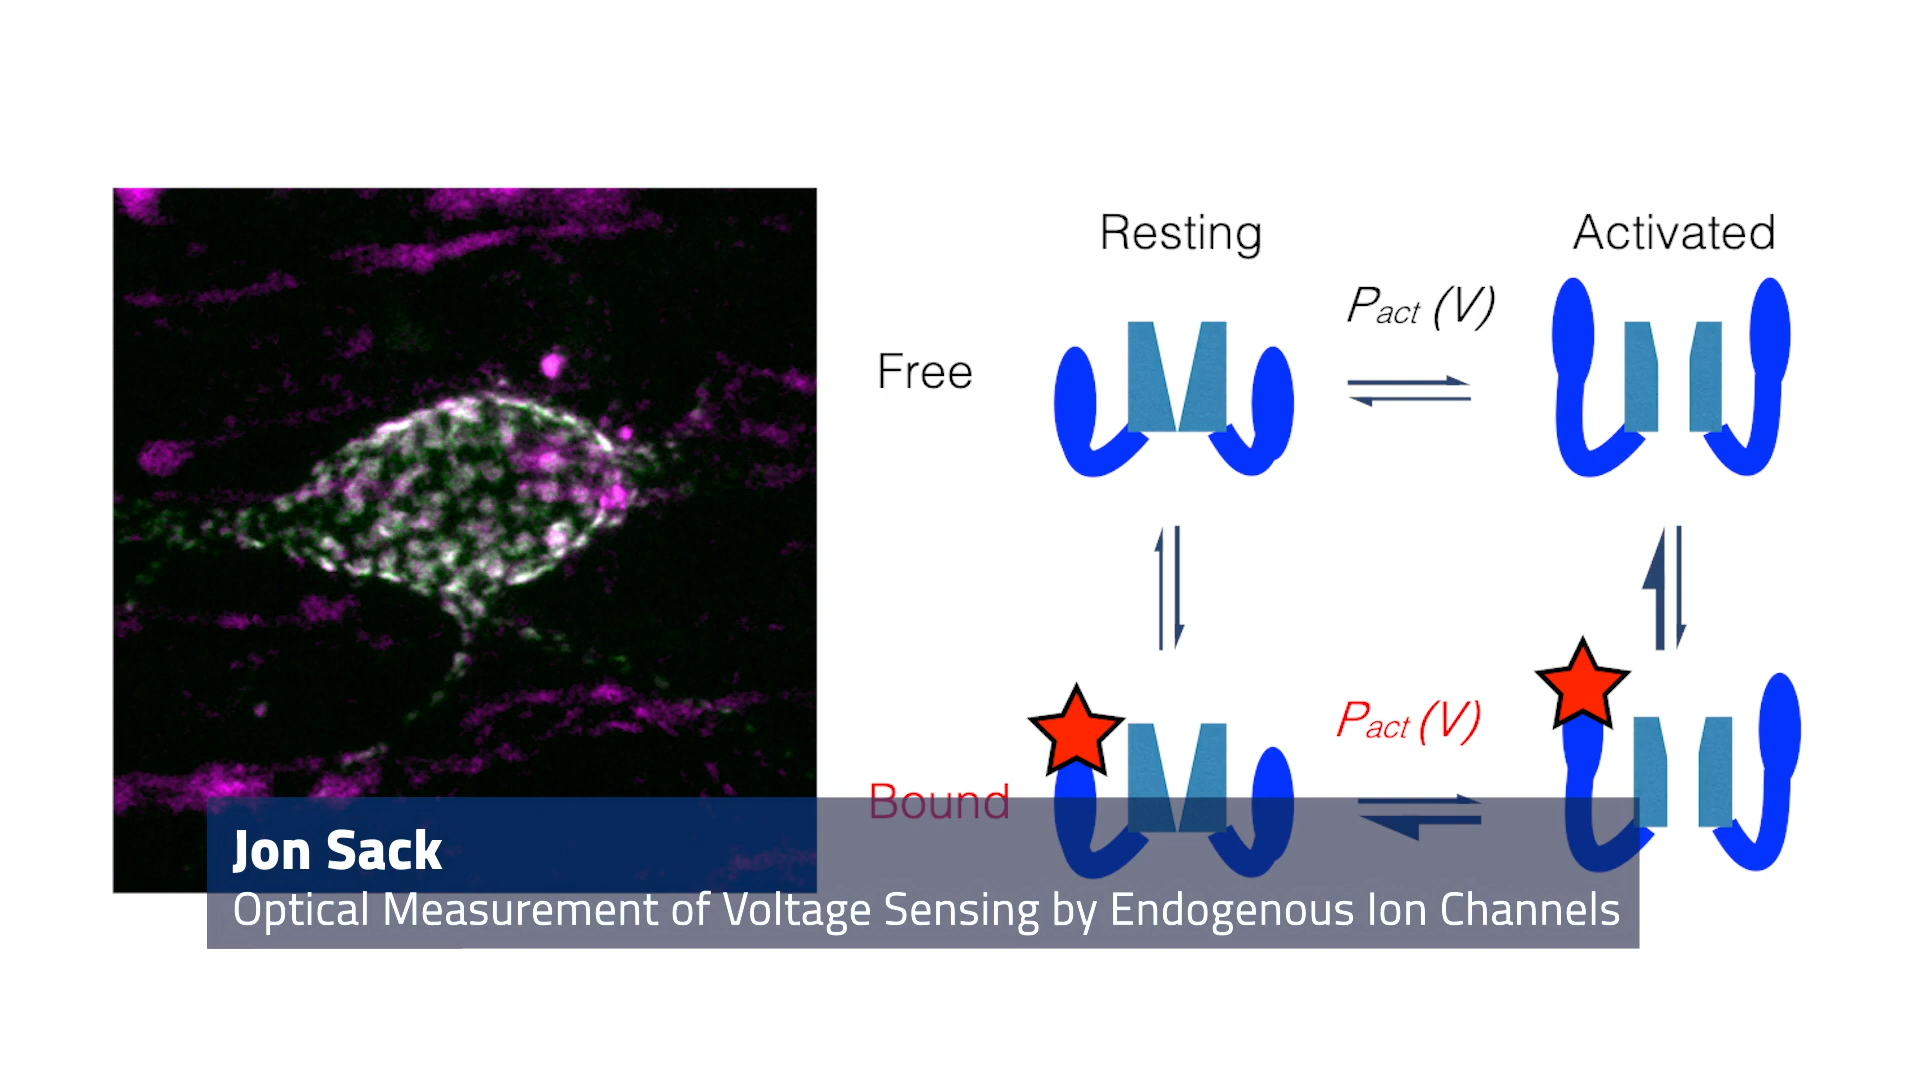 Resting
Activated
Pact (V)
Free
Pact (V)
Bound
Jon Sack
Optical Measurement of Voltage Sensing by Endogenous Ion Channels